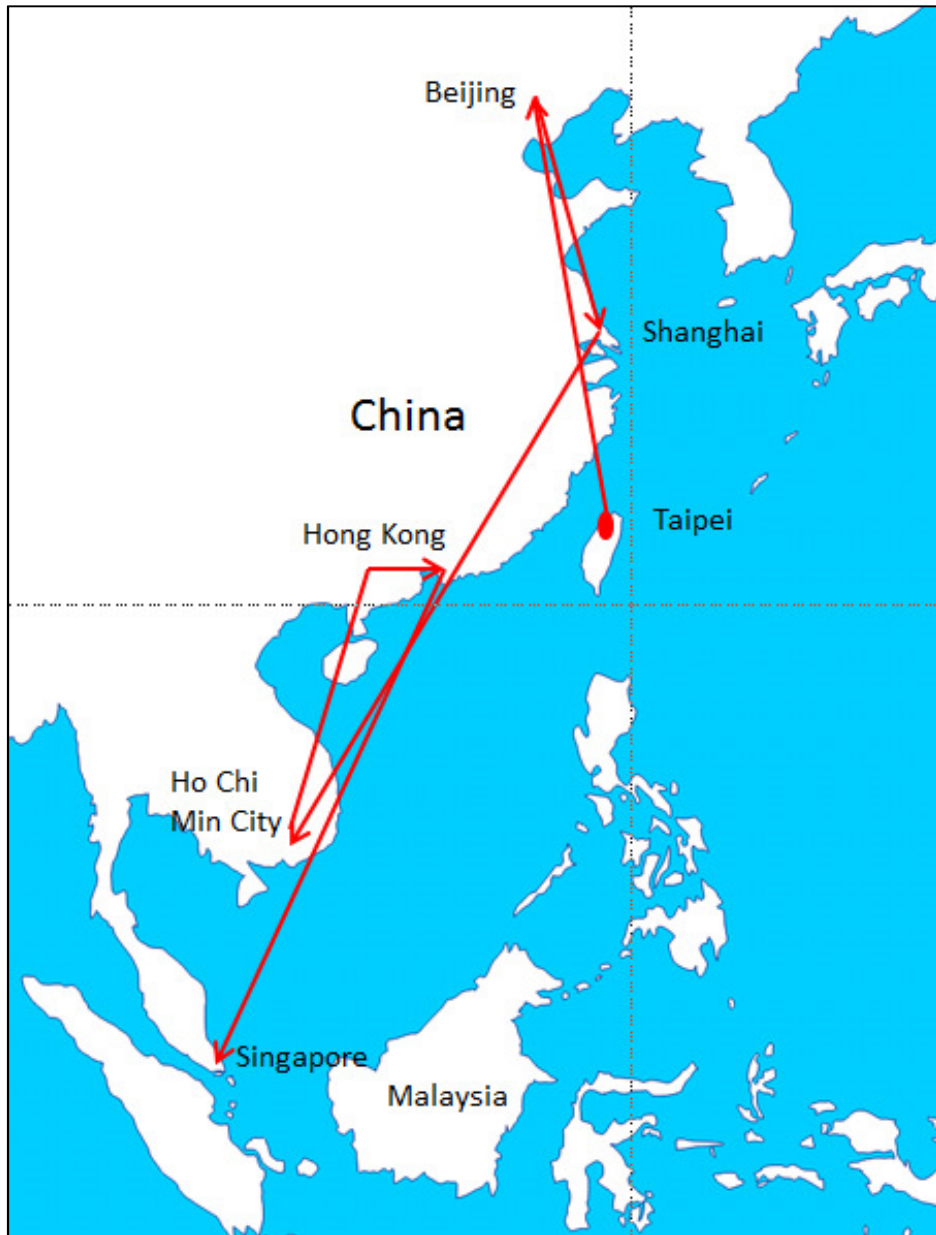 Beijing
Shanghai
China
Taipei
Hong Kong
Ho Chi
Min City
Singapore
Malaysia